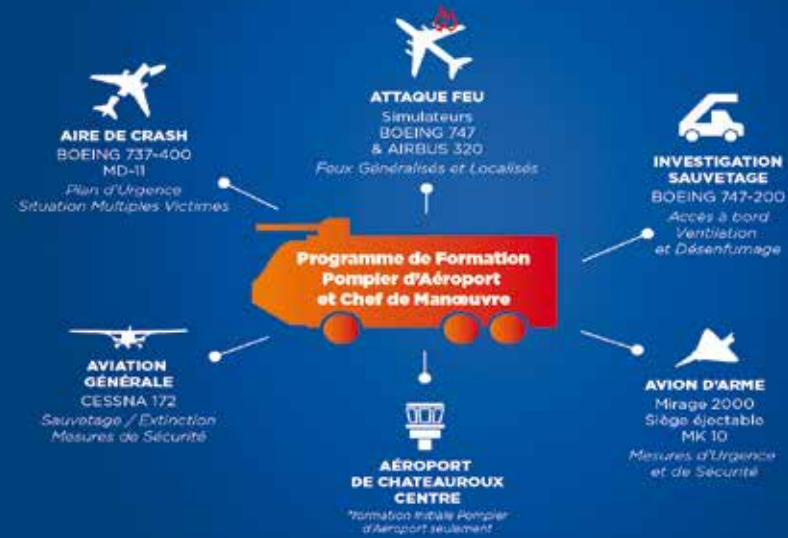 ATTAQUE FEU
Simulateurs
BOEING 747
& AIRBUS 320
Feux Généralisés et Localisés
AIRE DE CRASH
BOEING 737-400
MD-11
Plan d'Urgence
Situation Multiples Victimes
INVESTIGATION
SAUVETAGE
BOEING 747-200
Accès à bord
Ventilation
et Désenfumage
Programme de Formation
Pompier d'Aéroport
et Chef de Manœuvre
AVIATION
GÉNÉRALE
CESSNA 172
Sauvetage / Extinction
Mesures de Sécurité
AVION D'ARME
Mirage 2000
Siège éjectable
MK 10
Mesures d'Urgence
et de Sécurité
AÉROPORT
DE CHATEAUROUX
CENTRE
*formation Initiale Pompier
d'Aéroport seulement